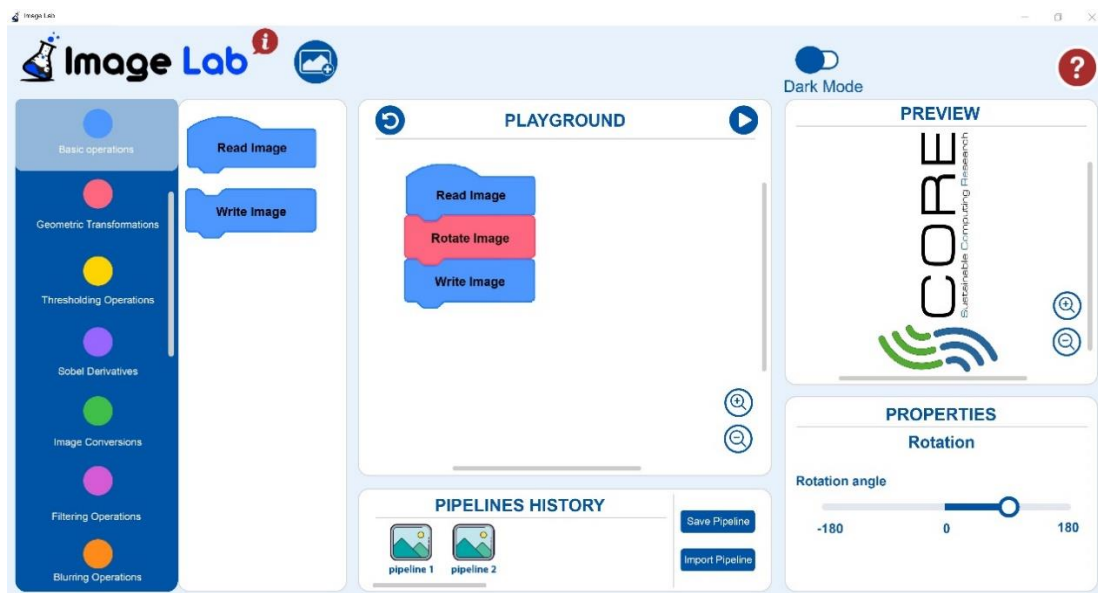 Image Lab
Image Lab
i
Dark Mode
?
Basic operations
Geometric Transformations
Thresholding Operations
Sobel Derivatives
Image Conversions
Filtering Operations
Blurring Operations
Read Image
Write Image
PLAYGROUND
Read Image
Rotate Image
Write Image
PIPELINES HISTORY
pipeline 1
pipeline 2
Save Pipeline
Import Pipeline
PREVIEW
CORE
Sustainable Computing Research
PROPERTIES
Rotation
Rotation angle
-180
0
180